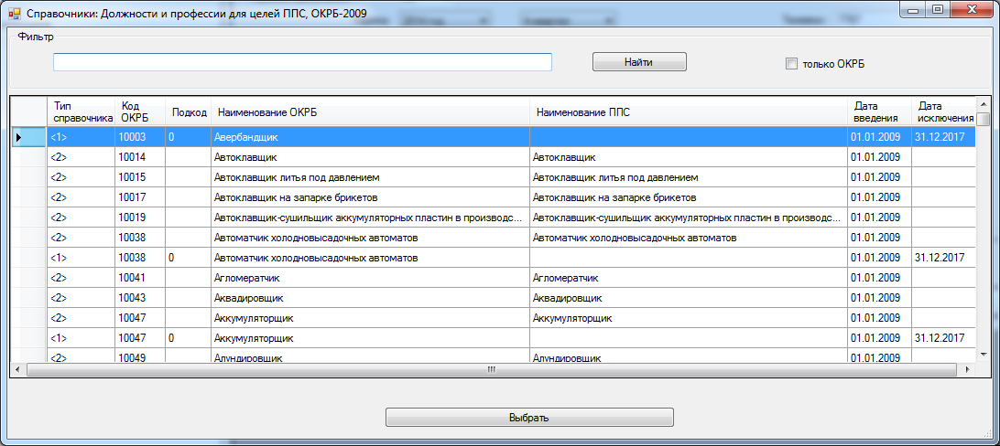 Справочники: Должности и профессии для целей ППС, ОКРБ-2009
Фильтр
Найти
только ОКРБ
Тип справочника Код ОКРБ Подкод Наименование ОКРБ Наименование ППС Дата введения Дата исключения
<1> 10003 0 Авербандщик 01.01.2009 31.12.2017
<2> 10014 Автоклавщик Автоклавщик 01.01.2009
<2> 10015 Автоклавщик литья под давлением Автоклавщик литья под давлением 01.01.2009
<2> 10017 Автоклавщик на запарке брикетов Автоклавщик на запарке брикетов 01.01.2009
<2> 10019 Автоклавщик-сушильщик аккумуляторных пластин в производс... Автоклавщик-сушильщик аккумуляторных пластин в производс... 01.01.2009
<2> 10038 Автоматчик холодновысадочных автоматов Автоматчик холодновысадочных автоматов 01.01.2009
<1> 10038 0 Автоматчик холодновысадочных автоматов 01.01.2009 31.12.2017
<2> 10041 Агломератчик Агломератчик 01.01.2009
<2> 10043 Аквадировщик Аквадировщик 01.01.2009
<2> 10047 Аккумуляторщик Аккумуляторщик 01.01.2009
<1> 10047 0 Аккумуляторщик 01.01.2009 31.12.2017
<2> 10049 Алундировщик Алундировщик 01.01.2009
Выбрать